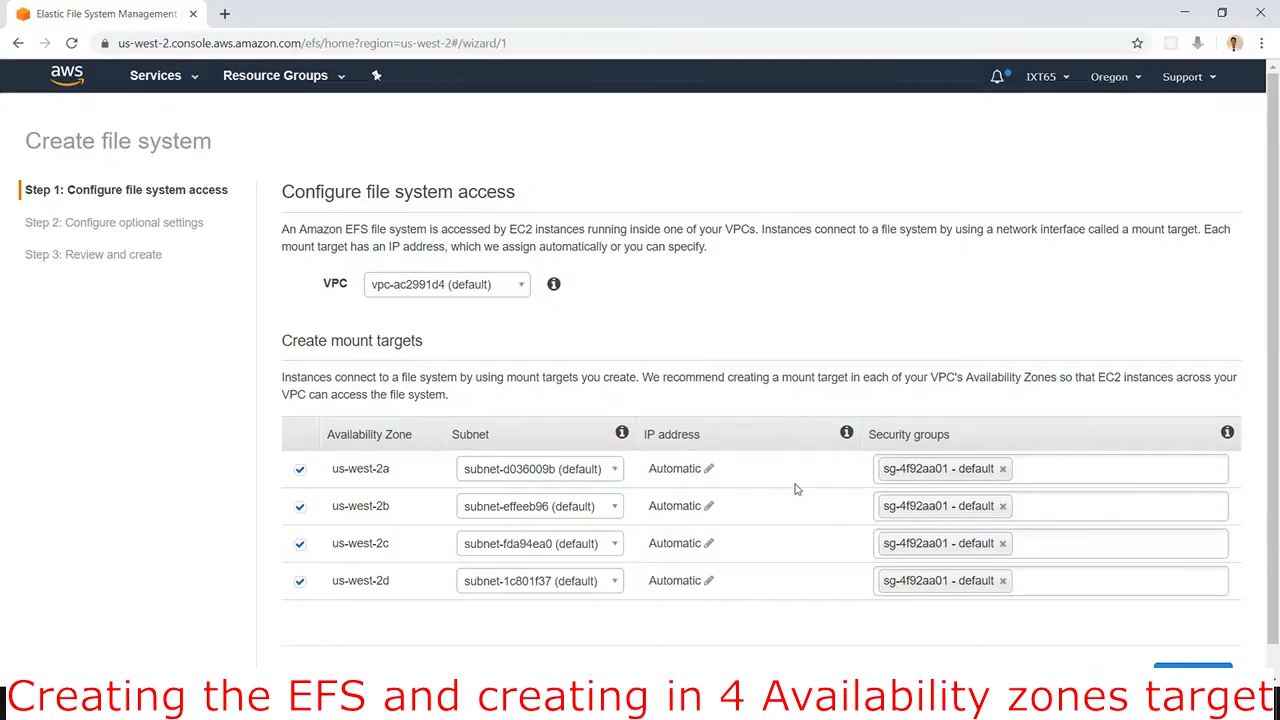 Elastic File System Management
us-west-2.console.aws.amazon.com/efs/home?region=us-west-2#/wizard/1
aws Services Resource Groups IXT65 Oregon Support
Create file system
Step 1: Configure file system access
Step 2: Configure optional settings
Step 3: Review and create
Configure file system access
An Amazon EFS file system is accessed by EC2 instances running inside one of your VPCs. Instances connect to a file system by using a network interface called a mount target. Each
mount target has an IP address, which we assign automatically or you can specify.
VPC vpc-ac2991d4 (default)
Create mount targets
Instances connect to a file system by using mount targets you create. We recommend creating a mount target in each of your VPC's Availability Zones so that EC2 instances across your
VPC can access the file system.
Availability Zone Subnet IP address Security groups
us-west-2a subnet-d036009b (default) Automatic sg-4f92aa01 - default
us-west-2b subnet-effeeb96 (default) Automatic sg-4f92aa01 - default
us-west-2c subnet-fda94ea0 (default) Automatic sg-4f92aa01 - default
us-west-2d subnet-1c801f37 (default) Automatic sg-4f92aa01 - default
Creating the EFS and creating in 4 Availability zones target